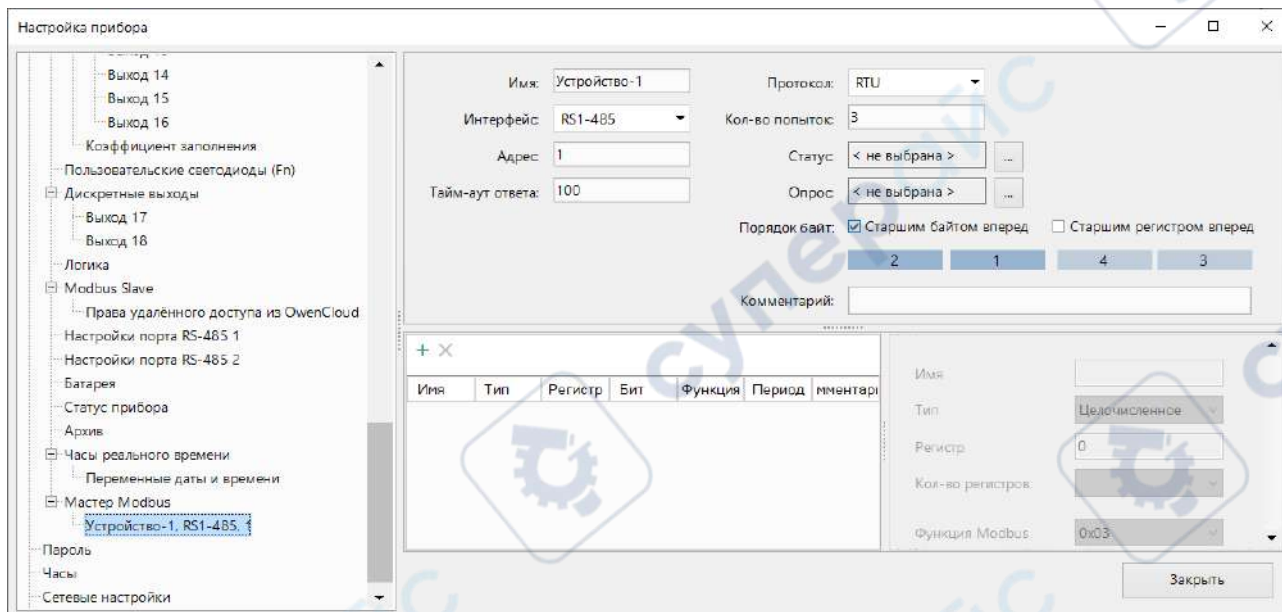 Настройка прибора
Выход 14
Выход 15
Выход 16
Коэффициент заполнения
Пользовательские светодиоды (Fn)
Дискретные выходы
Выход 17
Выход 18
Логика
Modbus Slave
Права удалённого доступа из OwenCloud
Настройки порта RS-485 1
Настройки порта RS-485 2
Батарея
Статус прибора
Архив
Часы реального времени
Переменные даты и времени
Мастер Modbus
Устройство-1, RS1-485, 1
Пароль
Часы
Сетевые настройки
Имя: Устройство-1 Протокол: RTU
Интерфейс: RS1-485 Кол-во попыток: 3
Адрес: 1 Статус: < не выбрана > ...
Тайм-аут ответа: 100 Опрос: < не выбрана > ...
Порядок байт: Старшим байтом вперед Старшим регистром вперед
2 1 4 3
Комментарий:
Имя Тип Регистр Бит Функция Период мментари
Имя
Тип Целочисленное
Регистр 0
Кол-во регистров:
Функция Modbus 0x03
Закрыть
суперайс